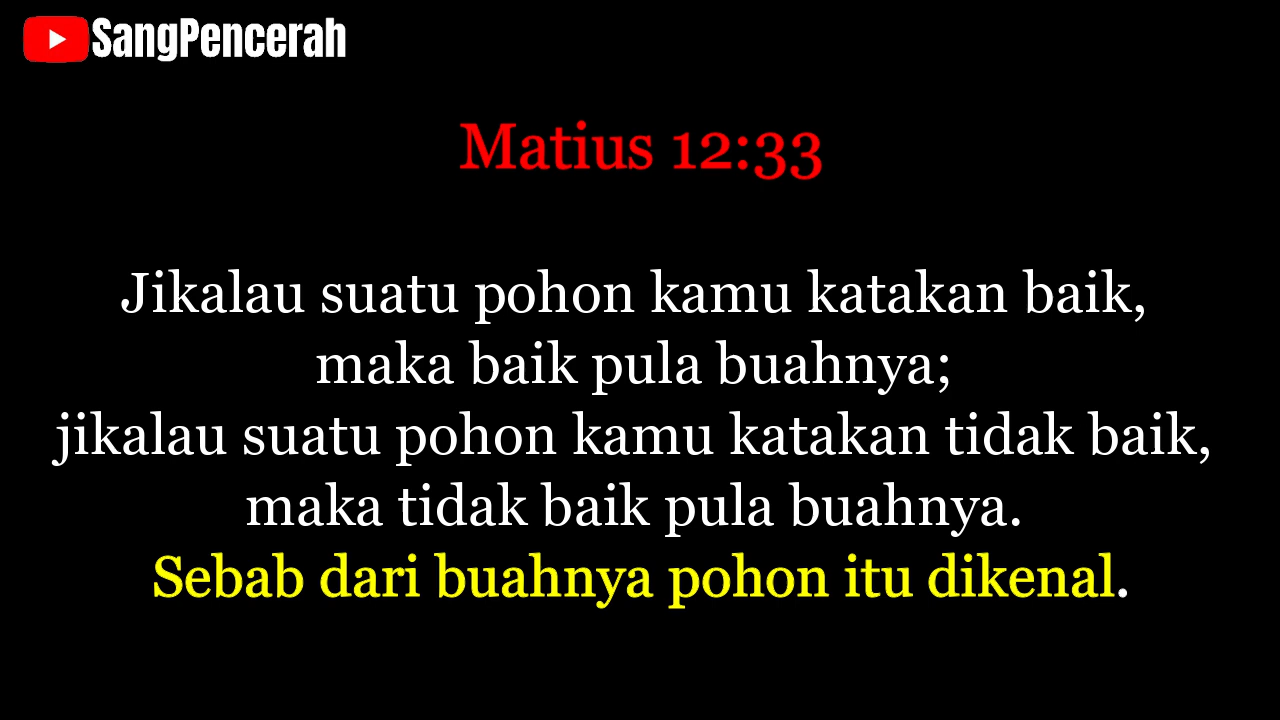 SangPencerah
Matius 12:33
Jikalau suatu pohon kamu katakan baik,
maka baik pula buahnya;
jikalau suatu pohon kamu katakan tidak baik,
maka tidak baik pula buahnya.
Sebab dari buahnya pohon itu dikenal.